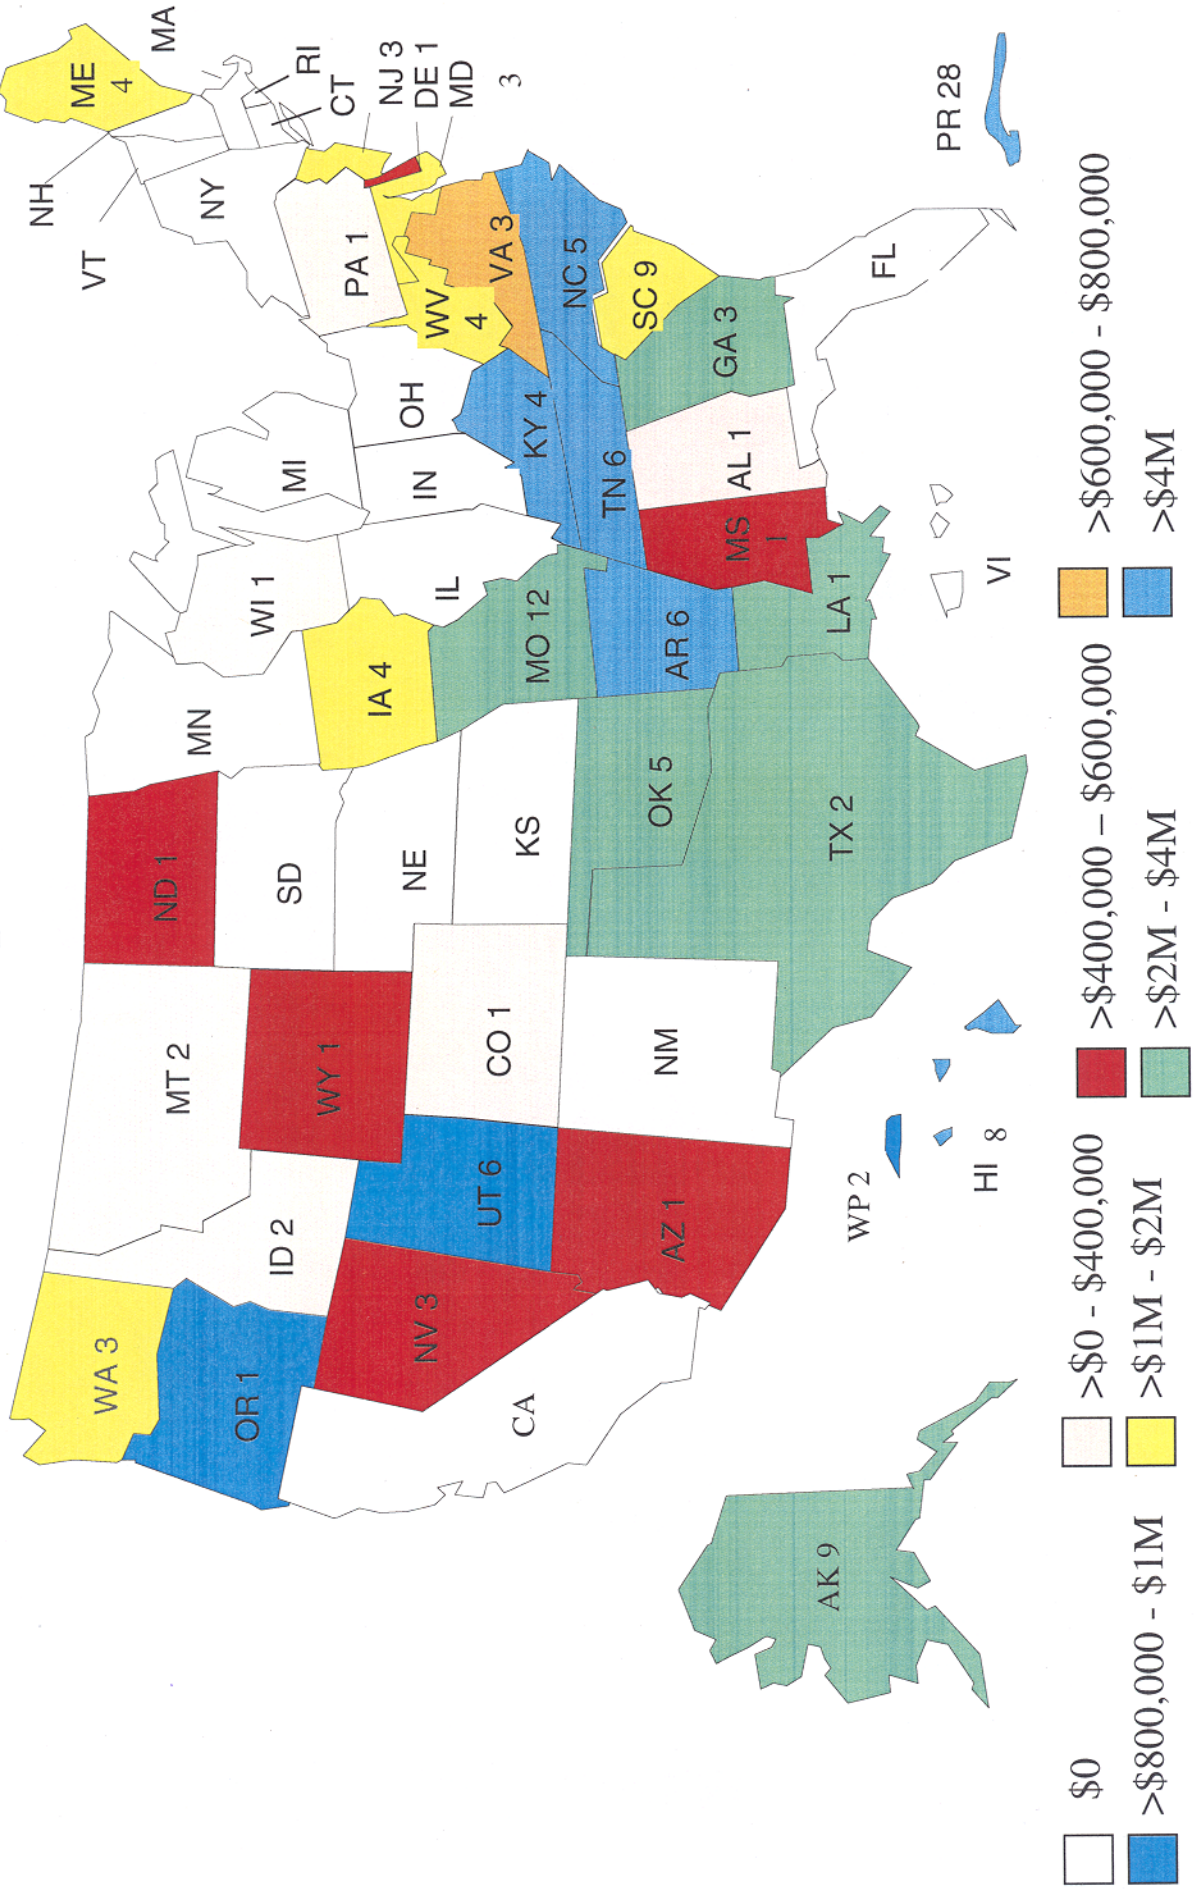 NH
VT
ME
4
MA
RI
CT
NJ 3
DE 1
MD
3
NY
PA 1
WV
4
VA 3
NC 5
SC 9
GA 3
FL
PR 28
OH
KY 4
TN 6
AL 1
MI
IN
MS
1
WI 1
IL
MO 12
AR 6
LA 1
VI
MN
IA 4
ND 1
SD
NE
KS
OK 5
TX 2
MT 2
WY 1
CO 1
NM
ID 2
UT 6
AZ 1
WA 3
OR 1
NV 3
CA
WP 2
HI 8
AK 9
$0
>$0 - $400,000
>$400,000 – $600,000
>$600,000 - $800,000
>$800,000 - $1M
>$1M - $2M
>$2M - $4M
>$4M